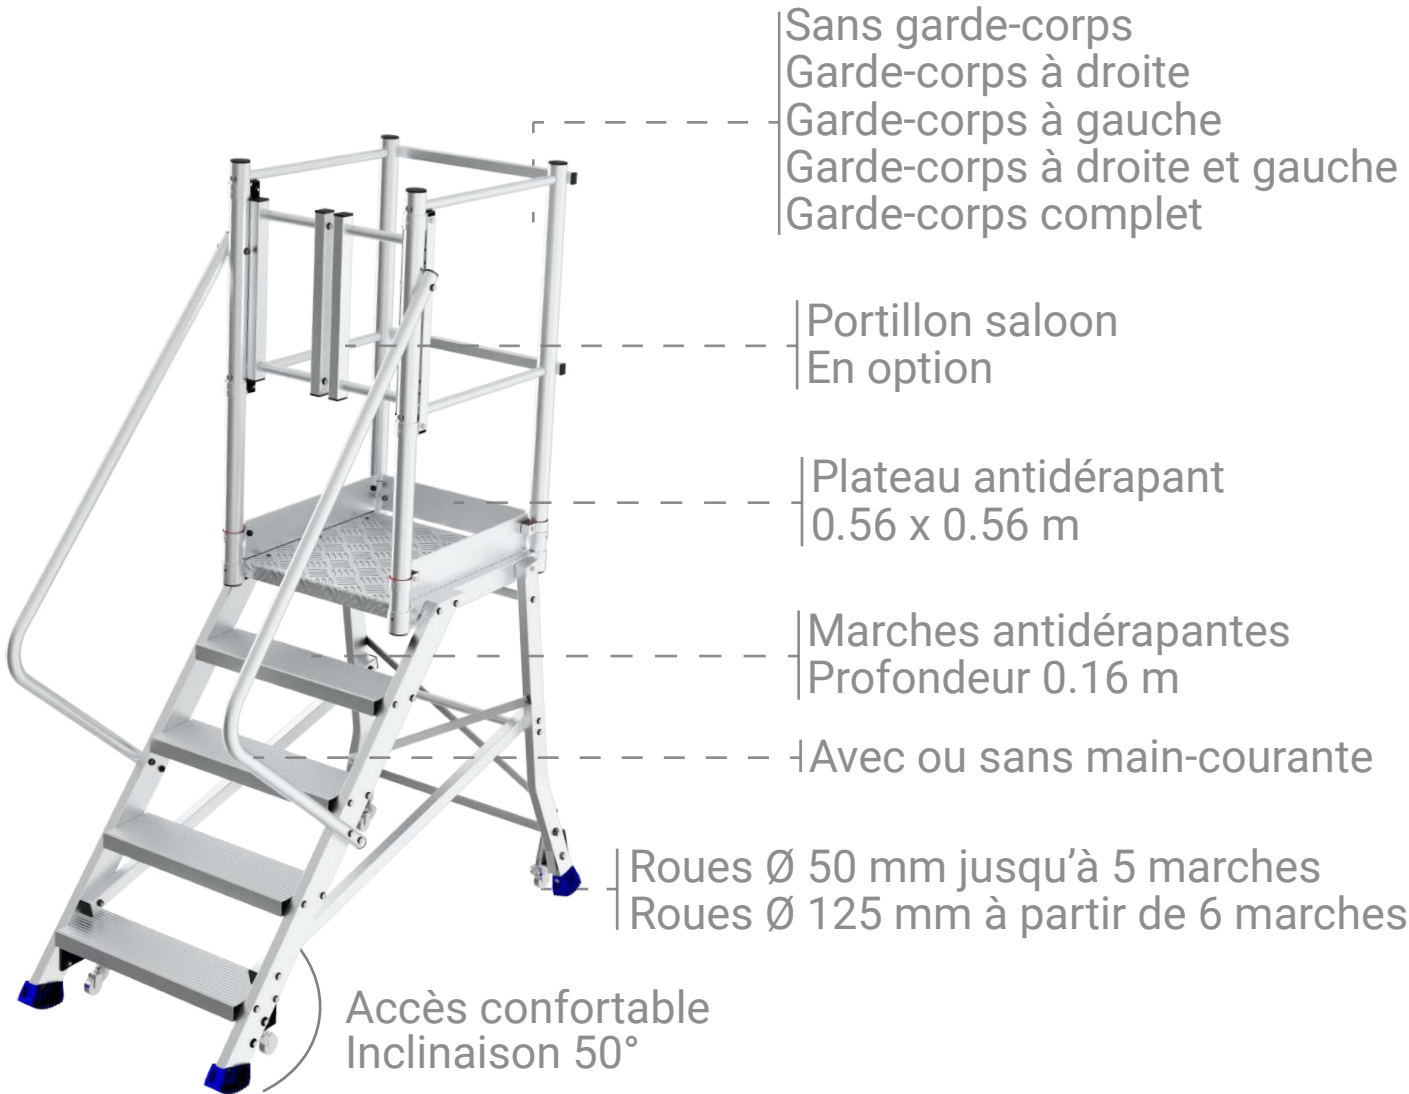 Sans garde-corps
Garde-corps à droite
Garde-corps à gauche
Garde-corps à droite et gauche
Garde-corps complet
Portillon saloon
En option
Plateau antidérapant
0.56 x 0.56 m
Marches antidérapantes
Profondeur 0.16 m
Avec ou sans main-courante
Roues Ø 50 mm jusqu’à 5 marches
Roues Ø 125 mm à partir de 6 marches
Accès confortable
Inclinaison 50°